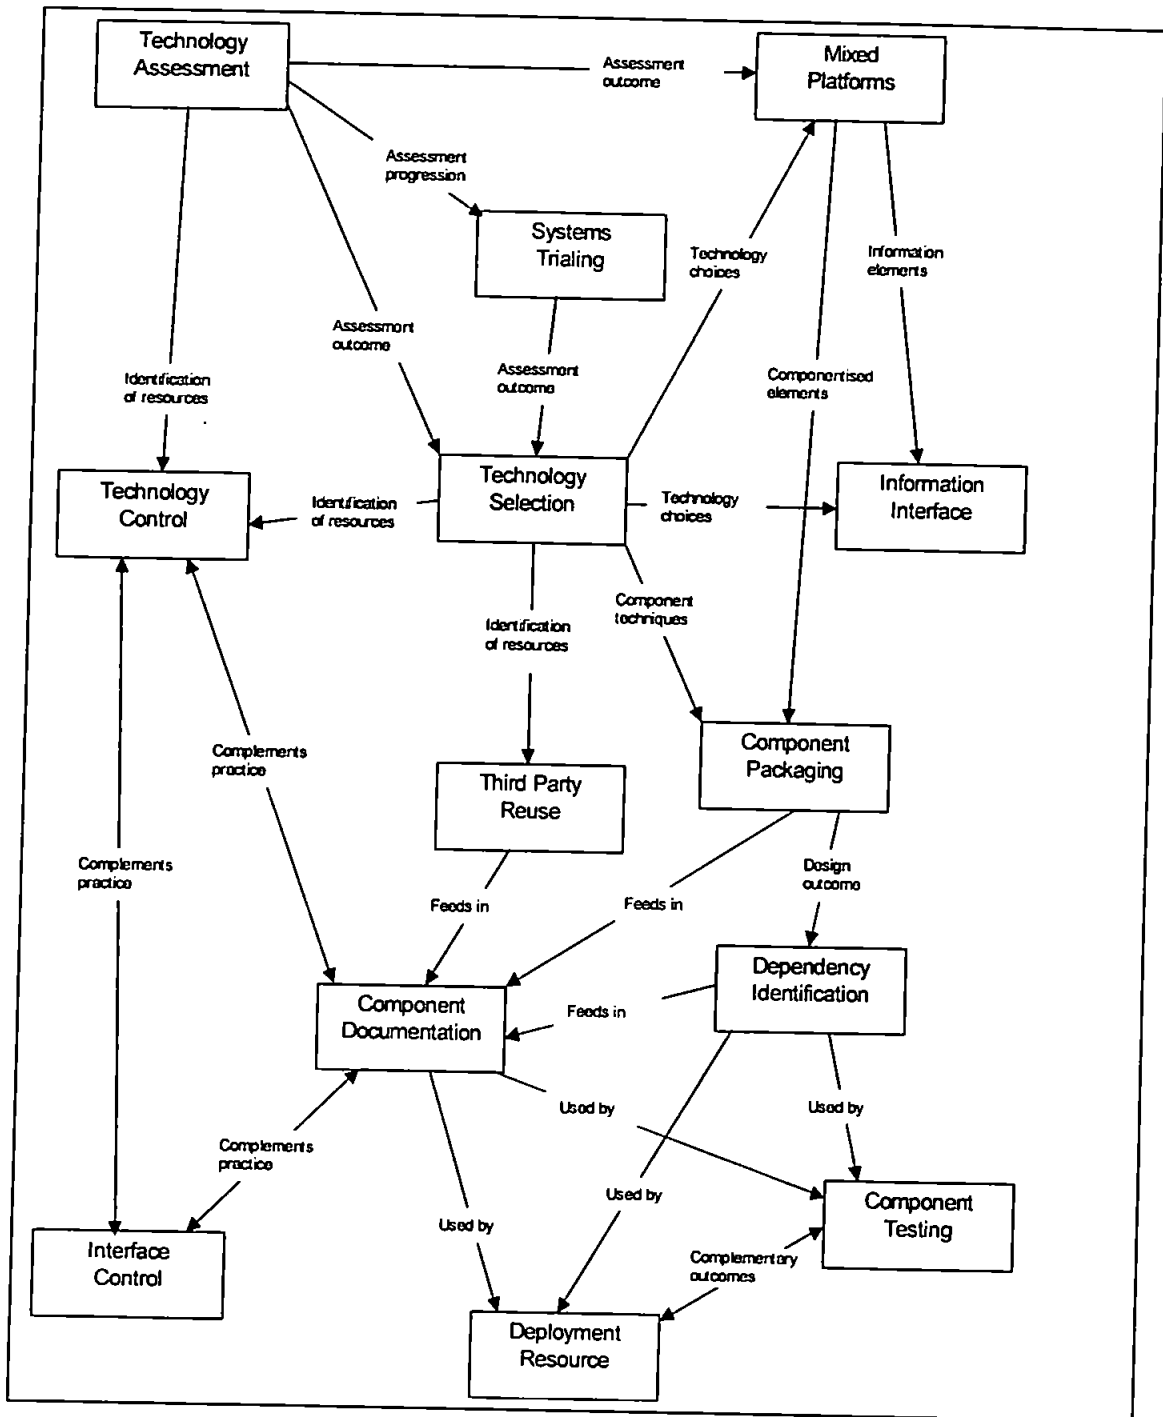 Technology
Assessment
Assessment
outcome
Mixed
Platforms
Assessment
progression
Systems
Trialing
Technology
choices
Information
elements
Assessment
outcome
Assessment
outcome
Componentised
elements
Identification
of resources
Technology
Control
Identification
of resources
Technology
Selection
Technology
choices
Information
Interface
Identification
of resources
Component
techniques
Complements
practice
Third Party
Reuse
Component
Packaging
Complements
practice
Feeds in
Feeds in
Design
outcome
Component
Documentation
Feeds in
Dependency
Identification
Used by
Used by
Complements
practice
Used by
Used by
Component
Testing
Interface
Control
Complementary
outcomes
Deployment
Resource